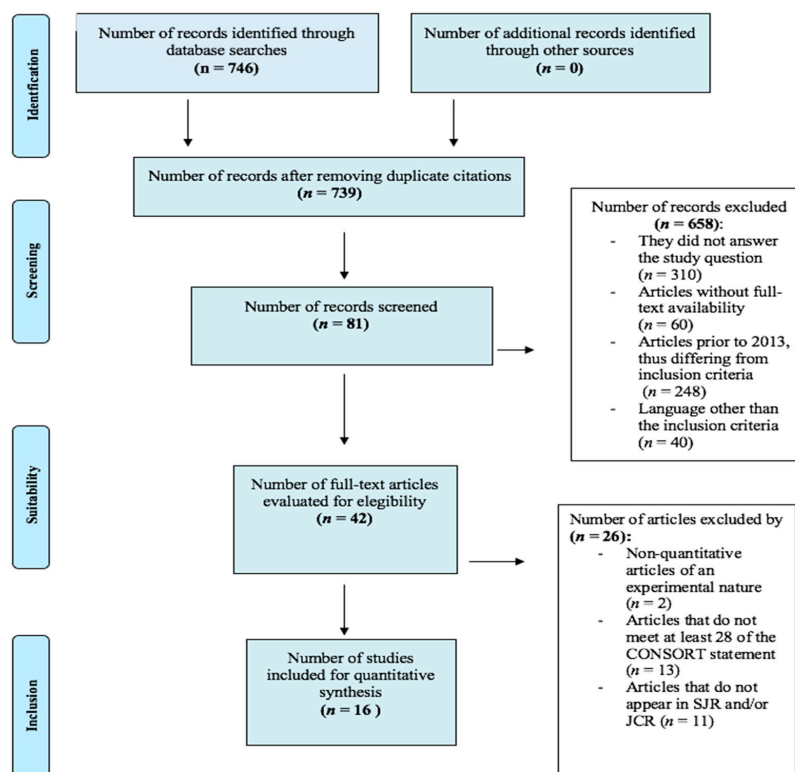 Identfication
Number of records identified through
database searches
(n = 746)
Number of additional records identified
through other sources
(n = 0)
Number of records after removing duplicate citations
(n = 739)
Screening
Number of records screened
(n = 81)
Number of records excluded
(n = 658):
- They did not answer
the study question
(n = 310)
- Articles without full-
text availability
(n = 60)
- Articles prior to 2013,
thus differing from
inclusion criteria
(n = 248)
- Language other than
the inclusion criteria
(n = 40)
Suitability
Number of full-text articles
evaluated for elegibility
(n = 42)
Number of articles excluded by
(n = 26):
- Non-quantitative
articles of an
experimental nature
(n = 2)
- Articles that do not
meet at least 28 of the
CONSORT statement
(n = 13)
- Articles that do not
appear in SJR and/or
JCR (n = 11)
Inclusion
Number of studies
included for quantitative
synthesis
(n = 16 )